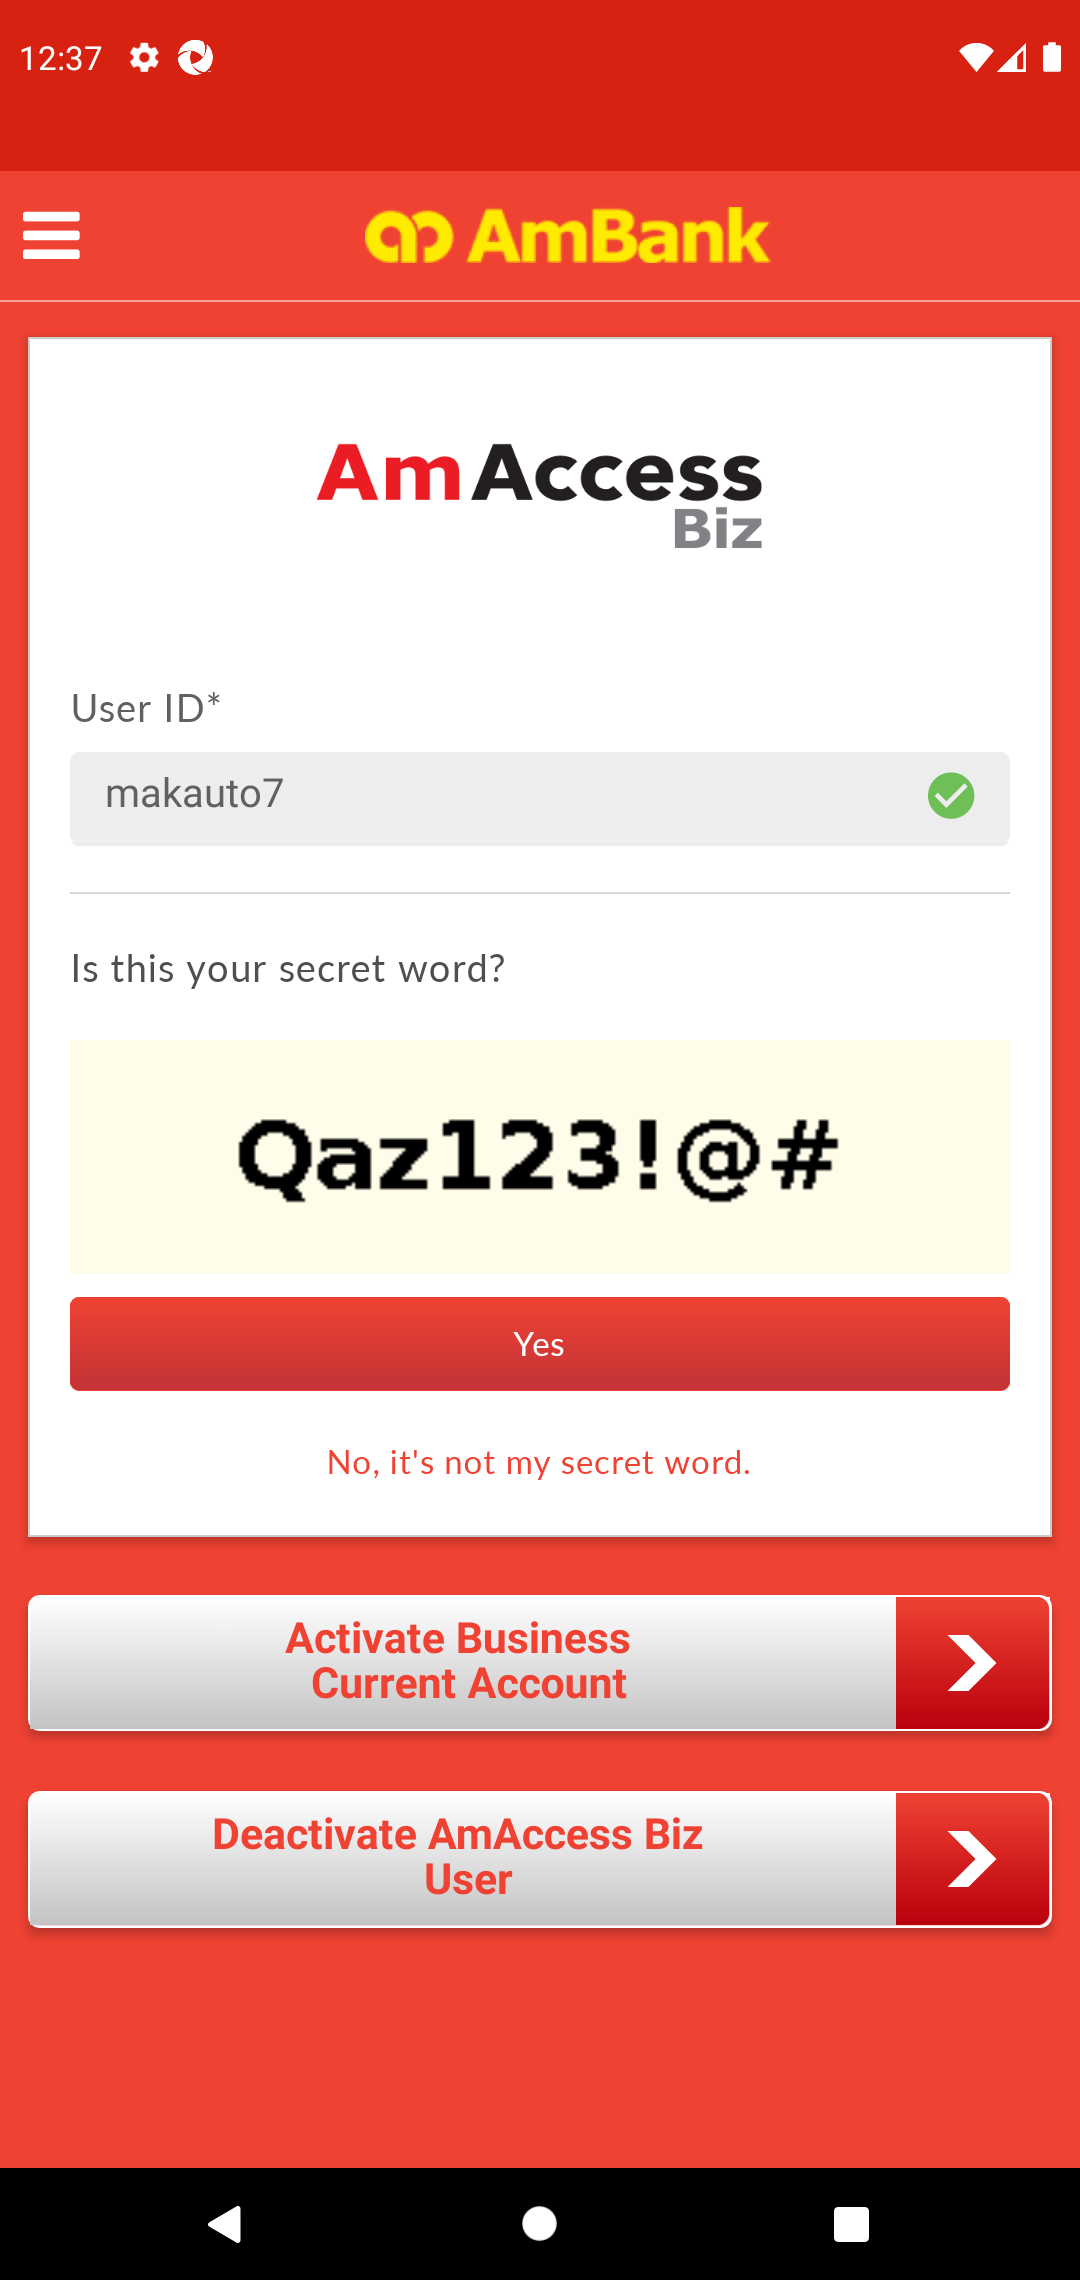 12:37
AmBank
AmAccess
Biz
User ID*
makauto7
Is this your secret word?
Qaz123!@#
Yes
No, it's not my secret word.
Activate Business
Current Account
Deactivate AmAccess Biz
User